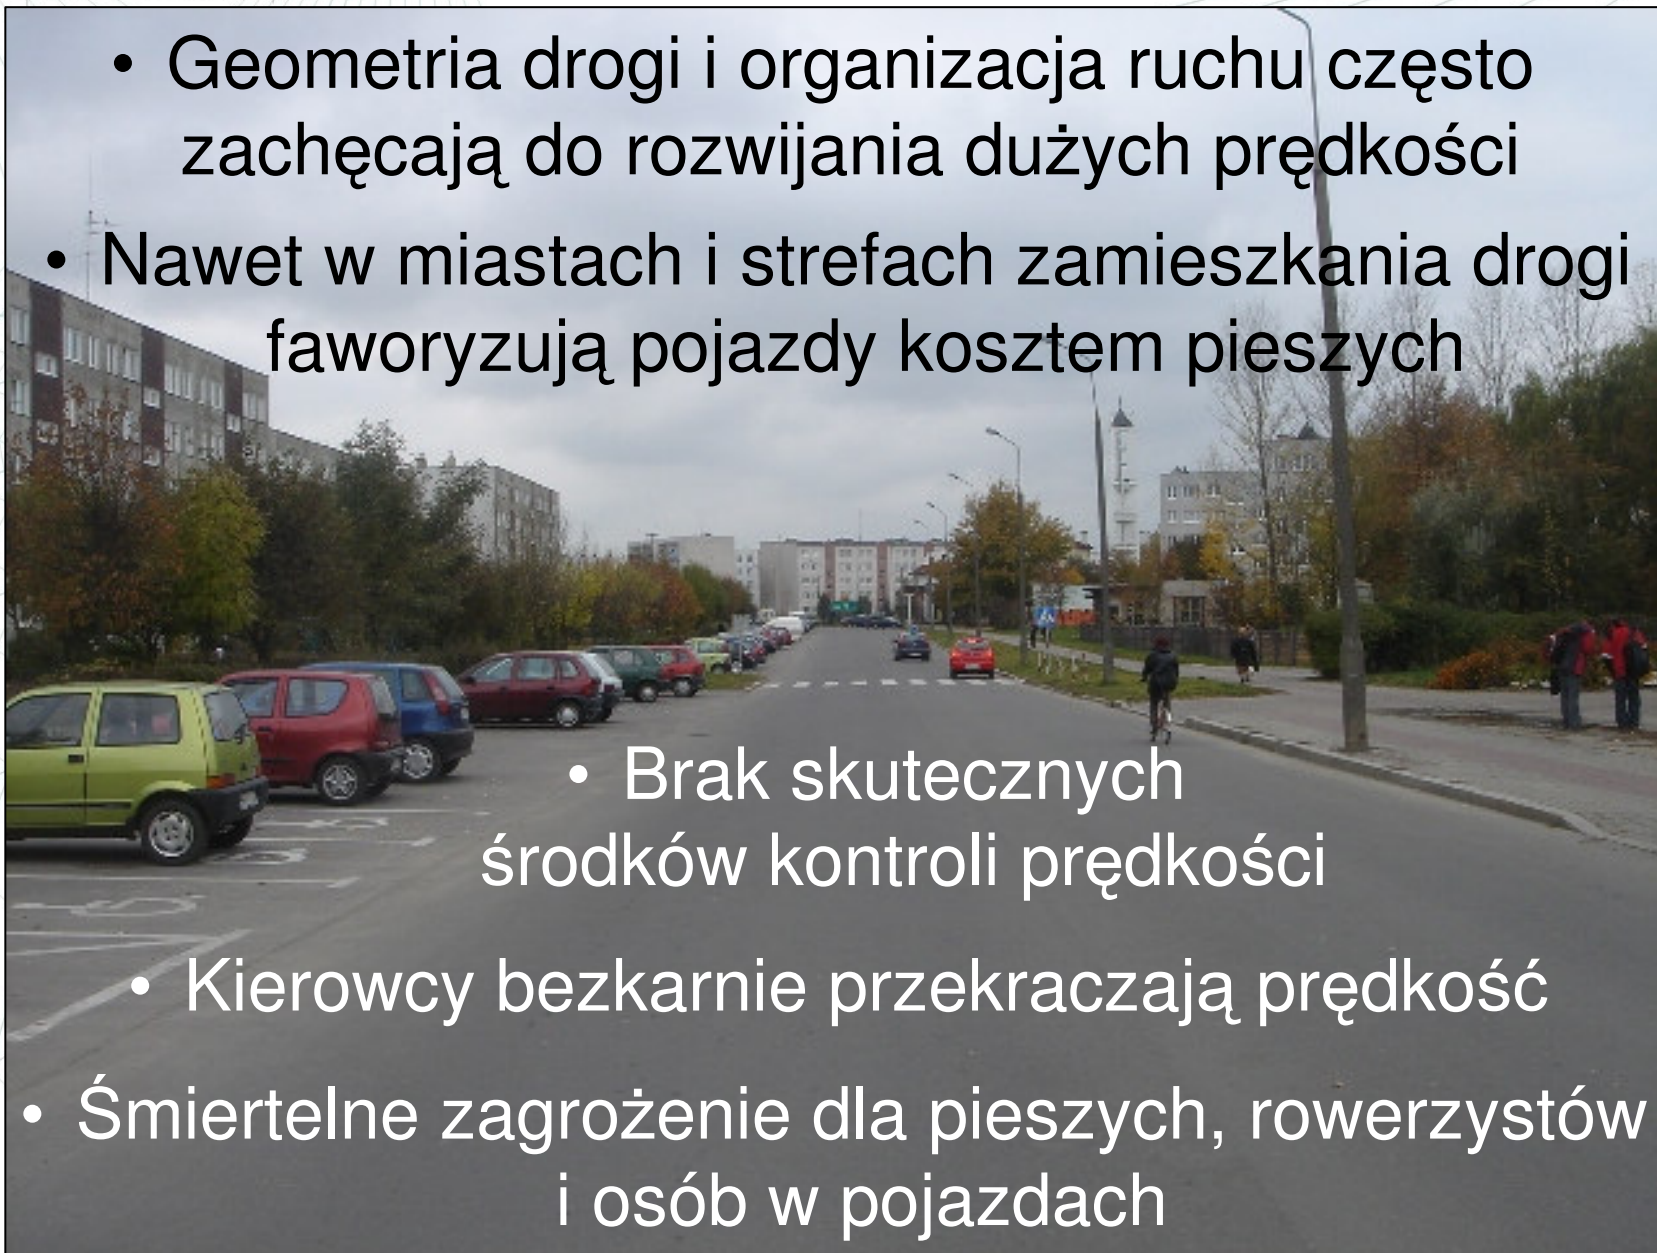 • Geometria drogi i organizacja ruchu często
zachęcają do rozwijania dużych prędkości
• Nawet w miastach i strefach zamieszkania drogi
faworyzują pojazdy kosztem pieszych
• Brak skutecznych
środków kontroli prędkości
• Kierowcy bezkarnie przekraczają prędkość
• Śmiertelne zagrożenie dla pieszych, rowerzystów
i osób w pojazdach